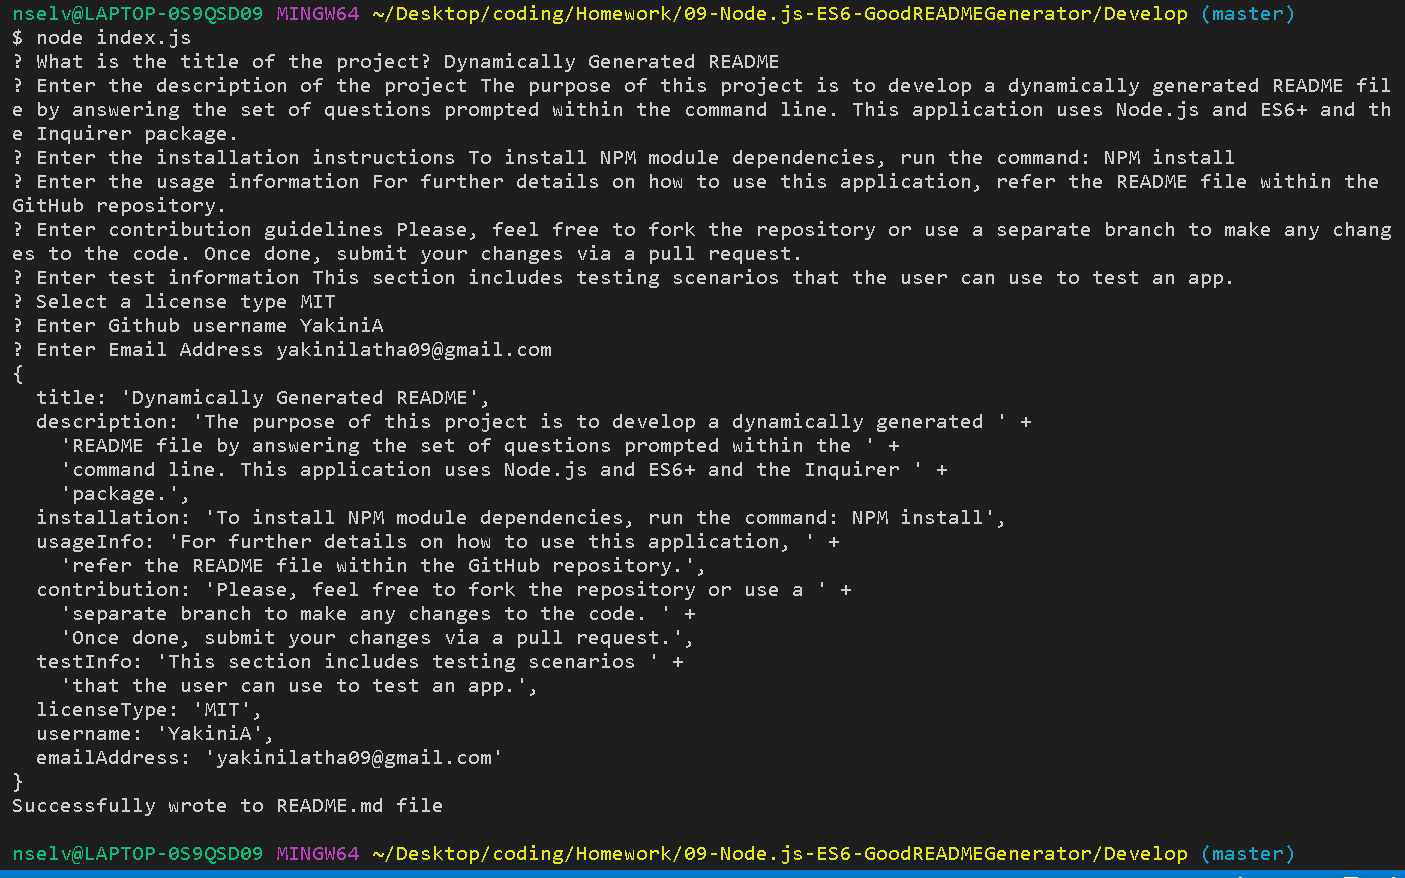 nselv@LAPTOP-0S9QSD09 MINGW64 ~/Desktop/coding/Homework/09-Node.js-ES6-GoodREADMEGenerator/Develop (master)
$ node index.js
? What is the title of the project? Dynamically Generated README
? Enter the description of the project The purpose of this project is to develop a dynamically generated README fil
e by answering the set of questions prompted within the command line. This application uses Node.js and ES6+ and th
e Inquirer package.
? Enter the installation instructions To install NPM module dependencies, run the command: NPM install
? Enter the usage information For further details on how to use this application, refer the README file within the
GitHub repository.
? Enter contribution guidelines Please, feel free to fork the repository or use a separate branch to make any chang
es to the code. Once done, submit your changes via a pull request.
? Enter test information This section includes testing scenarios that the user can use to test an app.
? Select a license type MIT
? Enter Github username YakiniA
? Enter Email Address yakinilatha09@gmail.com
{
  title: 'Dynamically Generated README',
  description: 'The purpose of this project is to develop a dynamically generated ' +
    'README file by answering the set of questions prompted within the ' +
    'command line. This application uses Node.js and ES6+ and the Inquirer ' +
    'package.',
  installation: 'To install NPM module dependencies, run the command: NPM install',
  usageInfo: 'For further details on how to use this application, ' +
    'refer the README file within the GitHub repository.',
  contribution: 'Please, feel free to fork the repository or use a ' +
    'separate branch to make any changes to the code. ' +
    'Once done, submit your changes via a pull request.',
  testInfo: 'This section includes testing scenarios ' +
    'that the user can use to test an app.',
  licenseType: 'MIT',
  username: 'YakiniA',
  emailAddress: 'yakinilatha09@gmail.com'
}
Successfully wrote to README.md file
nselv@LAPTOP-0S9QSD09 MINGW64 ~/Desktop/coding/Homework/09-Node.js-ES6-GoodREADMEGenerator/Develop (master)